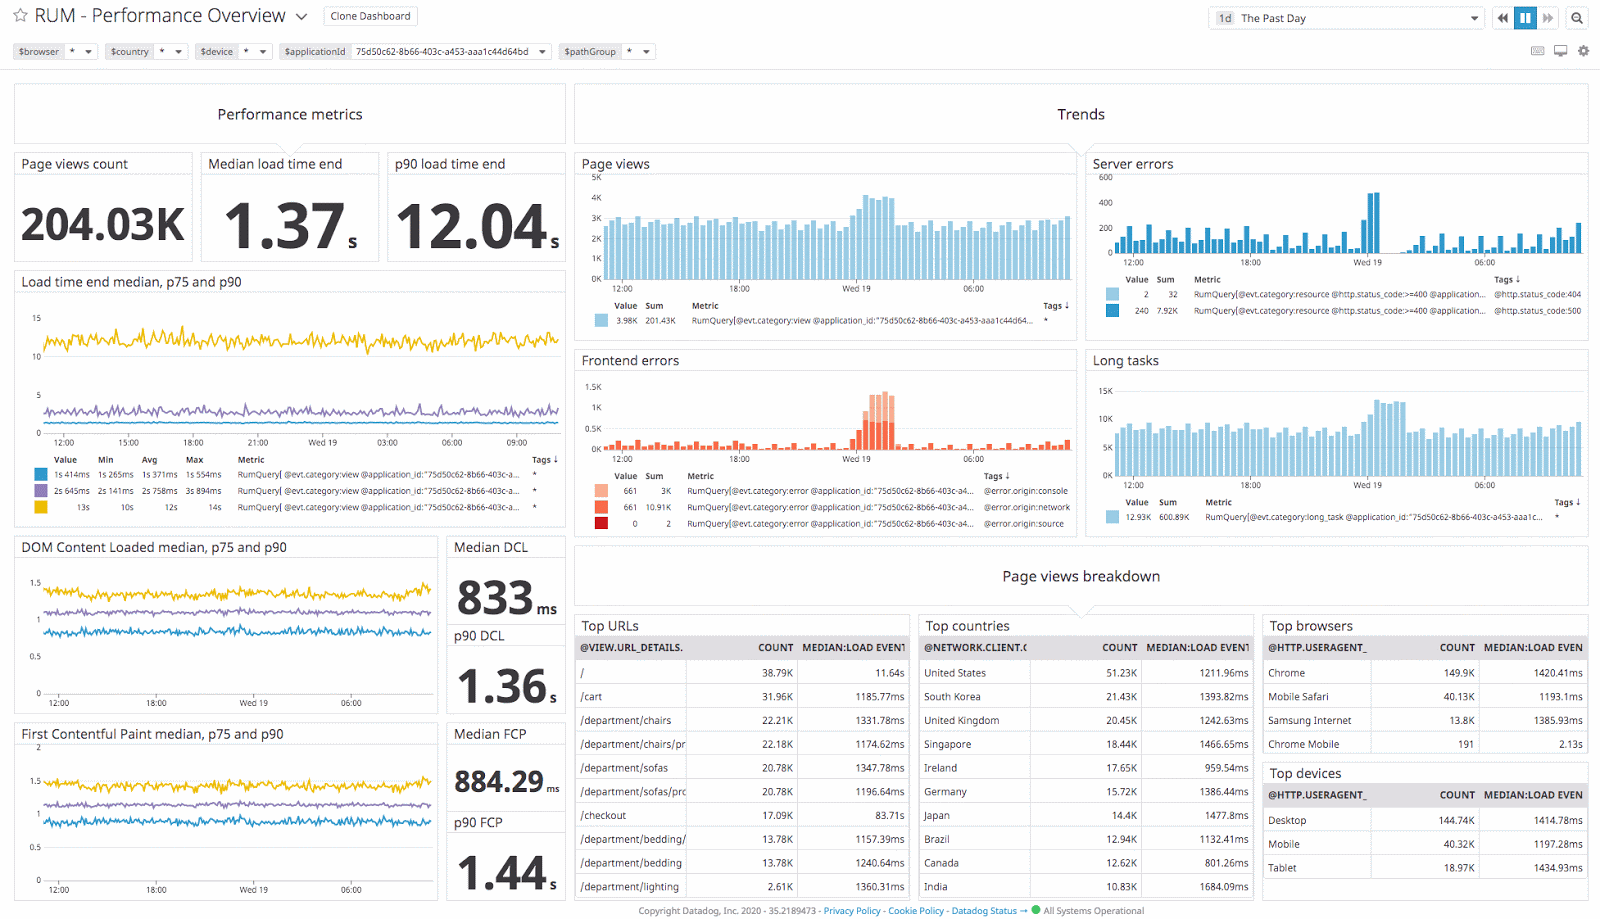 RUM - Performance Overview
Clone Dashboard
1d The Past Day
$browser *
$country *
$device *
$applicationId 75d50c62-8b66-403c-a453-aaa1c44d64bd
$pathGroup *
Performance metrics
Page views count
204.03K
Median load time end
1.37 s
p90 load time end
12.04 s
Load time end median, p75 and p90
15
10
5
0
12:00 15:00 18:00 21:00 Wed 19 03:00 06:00 09:00
Value Min Avg Max Metric Tags ↓
1s 414ms 1s 265ms 1s 371ms 1s 554ms RumQuery[ @evt.category:view @application_id:"75d50c62-8b66-403c-a... *
2s 645ms 2s 141ms 2s 758ms 3s 894ms RumQuery[ @evt.category:view @application_id:"75d50c62-8b66-403c-a... *
13s 10s 12s 14s RumQuery[ @evt.category:view @application_id:"75d50c62-8b66-403c-a... *
DOM Content Loaded median, p75 and p90
1.5
1
0.5
0
12:00 18:00 Wed 19 06:00
Median DCL
833 ms
p90 DCL
1.36 s
First Contentful Paint median, p75 and p90
2
1.5
1
0.5
0
12:00 18:00 Wed 19 06:00
Median FCP
884.29 ms
p90 FCP
1.44 s
Trends
Page views
5K
4K
3K
2K
1K
0K
12:00 18:00 Wed 19 06:00
Value Sum Metric Tags ↓
3.98K 201.43K RumQuery[@evt.category:view @application_id:"75d50c62-8b66-403c-a453-aaa1c44d64... *
Server errors
600
400
200
0
12:00 18:00 Wed 19 06:00
Value Sum Metric Tags ↓
2 32 RumQuery[@evt.category:resource @http.status_code:>=400 @application... @http.status_code:404
240 7.92K RumQuery[@evt.category:resource @http.status_code:>=400 @application... @http.status_code:500
Frontend errors
1.5K
1K
0.5K
0K
12:00 18:00 Wed 19 06:00
Value Sum Metric Tags ↓
661 3K RumQuery[@evt.category:error @application_id:"75d50c62-8b66-403c-a4... @error.origin:console
661 10.91K RumQuery[@evt.category:error @application_id:"75d50c62-8b66-403c-a4... @error.origin:network
0 2 RumQuery[@evt.category:error @application_id:"75d50c62-8b66-403c-a4... @error.origin:source
Long tasks
15K
10K
5K
0K
12:00 18:00 Wed 19 06:00
Value Sum Metric Tags ↓
12.93K 600.89K RumQuery[@evt.category:long_task @application_id:"75d50c62-8b66-403c-a453-aaa1c... *
Page views breakdown
Top URLs
@VIEW.URL_DETAILS. COUNT MEDIAN:LOAD EVENT
/ 38.79K 11.64s
/cart 31.96K 1185.77ms
/department/chairs 22.21K 1331.78ms
/department/chairs/pr 22.18K 1174.62ms
/department/sofas 20.78K 1347.78ms
/department/sofas/prc 20.78K 1196.64ms
/checkout 17.09K 83.71s
/department/bedding/ 13.78K 1157.39ms
/department/bedding 13.78K 1240.64ms
/department/lighting 2.61K 1360.31ms
Top countries
@NETWORK.CLIENT.C COUNT MEDIAN:LOAD EVENT
United States 51.23K 1211.96ms
South Korea 21.43K 1393.82ms
United Kingdom 20.45K 1242.63ms
Singapore 18.44K 1466.65ms
Ireland 17.65K 959.54ms
Germany 15.72K 1386.44ms
Japan 14.4K 1477.8ms
Brazil 12.94K 1132.41ms
Canada 12.62K 801.26ms
India 10.83K 1684.09ms
Top browsers
@HTTP.USERAGENT_ COUNT MEDIAN:LOAD EVEN
Chrome 149.9K 1420.41ms
Mobile Safari 40.13K 1193.1ms
Samsung Internet 13.8K 1385.93ms
Chrome Mobile 191 2.13s
Top devices
@HTTP.USERAGENT_ COUNT MEDIAN:LOAD EVEN
Desktop 144.74K 1414.78ms
Mobile 40.32K 1197.28ms
Tablet 18.97K 1434.93ms
Copyright Datadog, Inc. 2020 - 35.2189473 - Privacy Policy - Cookie Policy - Datadog Status → All Systems Operational